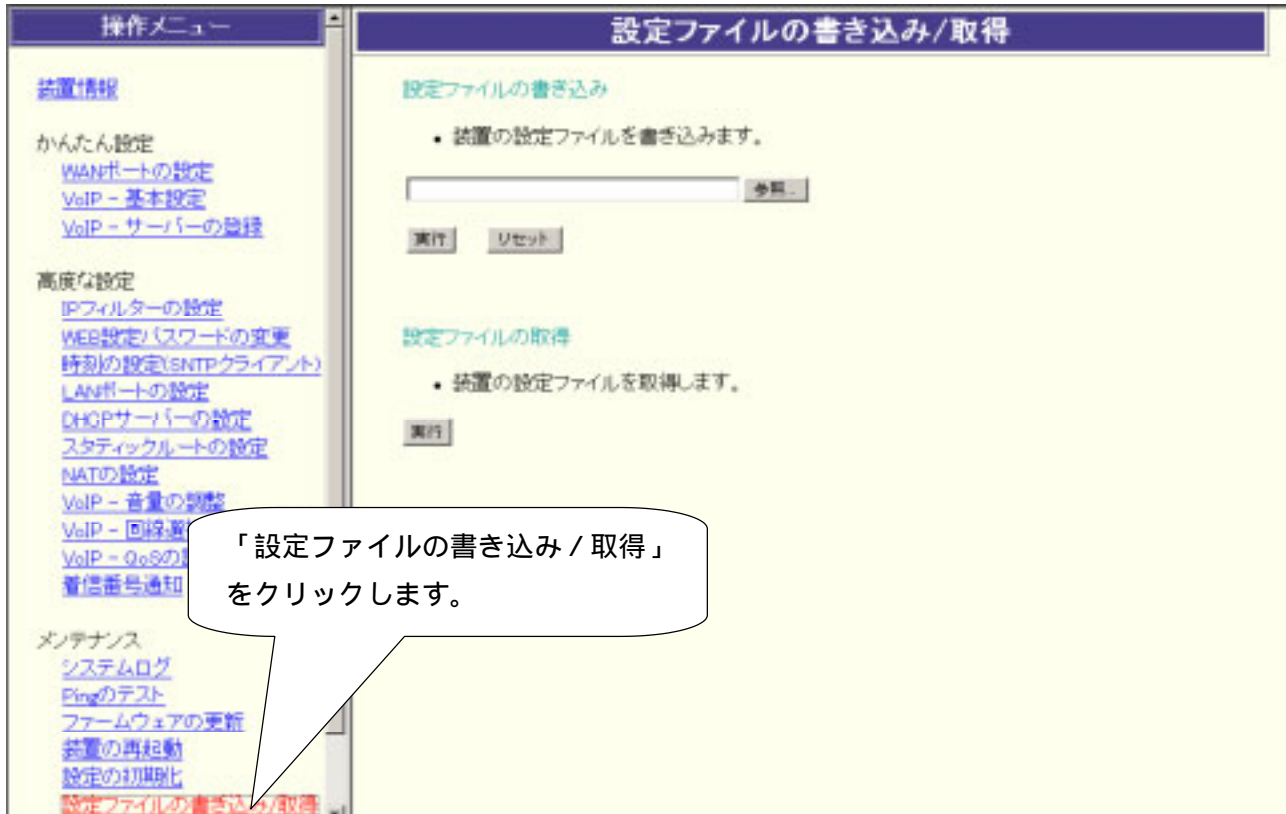 操作メニュー
装置情報
かんたん設定
WANポートの設定
VoIP - 基本設定
VoIP - サーバーの登録
高度な設定
IPフィルターの設定
WEB設定パスワードの変更
時刻の設定(SNTPクライアント)
LANポートの設定
DHCPサーバーの設定
スタティックルートの設定
NATの設定
VoIP - 音量の調整
VoIP - 回線選
VoIP - QoSの
着信番号通知
メンテナンス
システムログ
Pingのテスト
ファームウェアの更新
装置の再起動
設定の初期化
設定ファイルの書き込み/取得
設定ファイルの書き込み/取得
設定ファイルの書き込み
• 装置の設定ファイルを書き込みます。
参照...
実行 リセット
設定ファイルの取得
• 装置の設定ファイルを取得します。
実行
「設定ファイルの書き込み / 取得」
をクリックします。